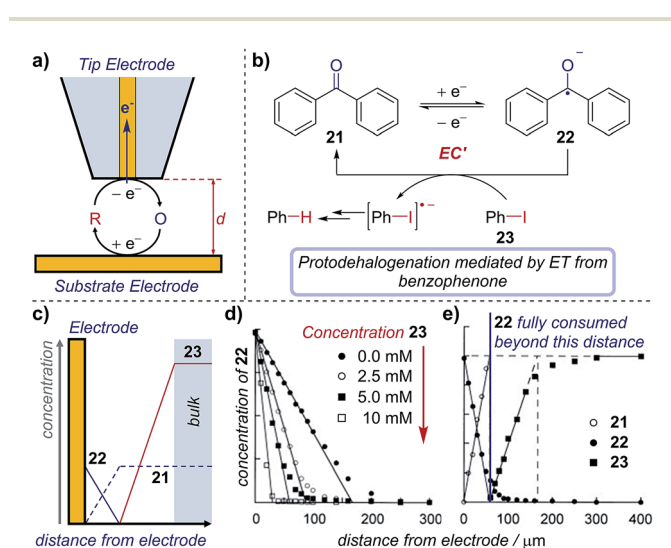 a)
Tip Electrode
e-
− e−
R
O
d
+ e−
Substrate Electrode
b)
O
21
+ e−
− e−
O−
22
EC'
Ph–H
[Ph–I]•−
Ph–I
23
Protodehalogenation mediated by ET from
benzophenone
c)
Electrode
concentration
22
21
23
bulk
distance from electrode
d)
concentration of 22
Concentration 23
0.0 mM
2.5 mM
5.0 mM
10 mM
0 100 200 300
e)
22 fully consumed
beyond this distance
21
22
23
0 100 200 300 400
distance from electrode / µm